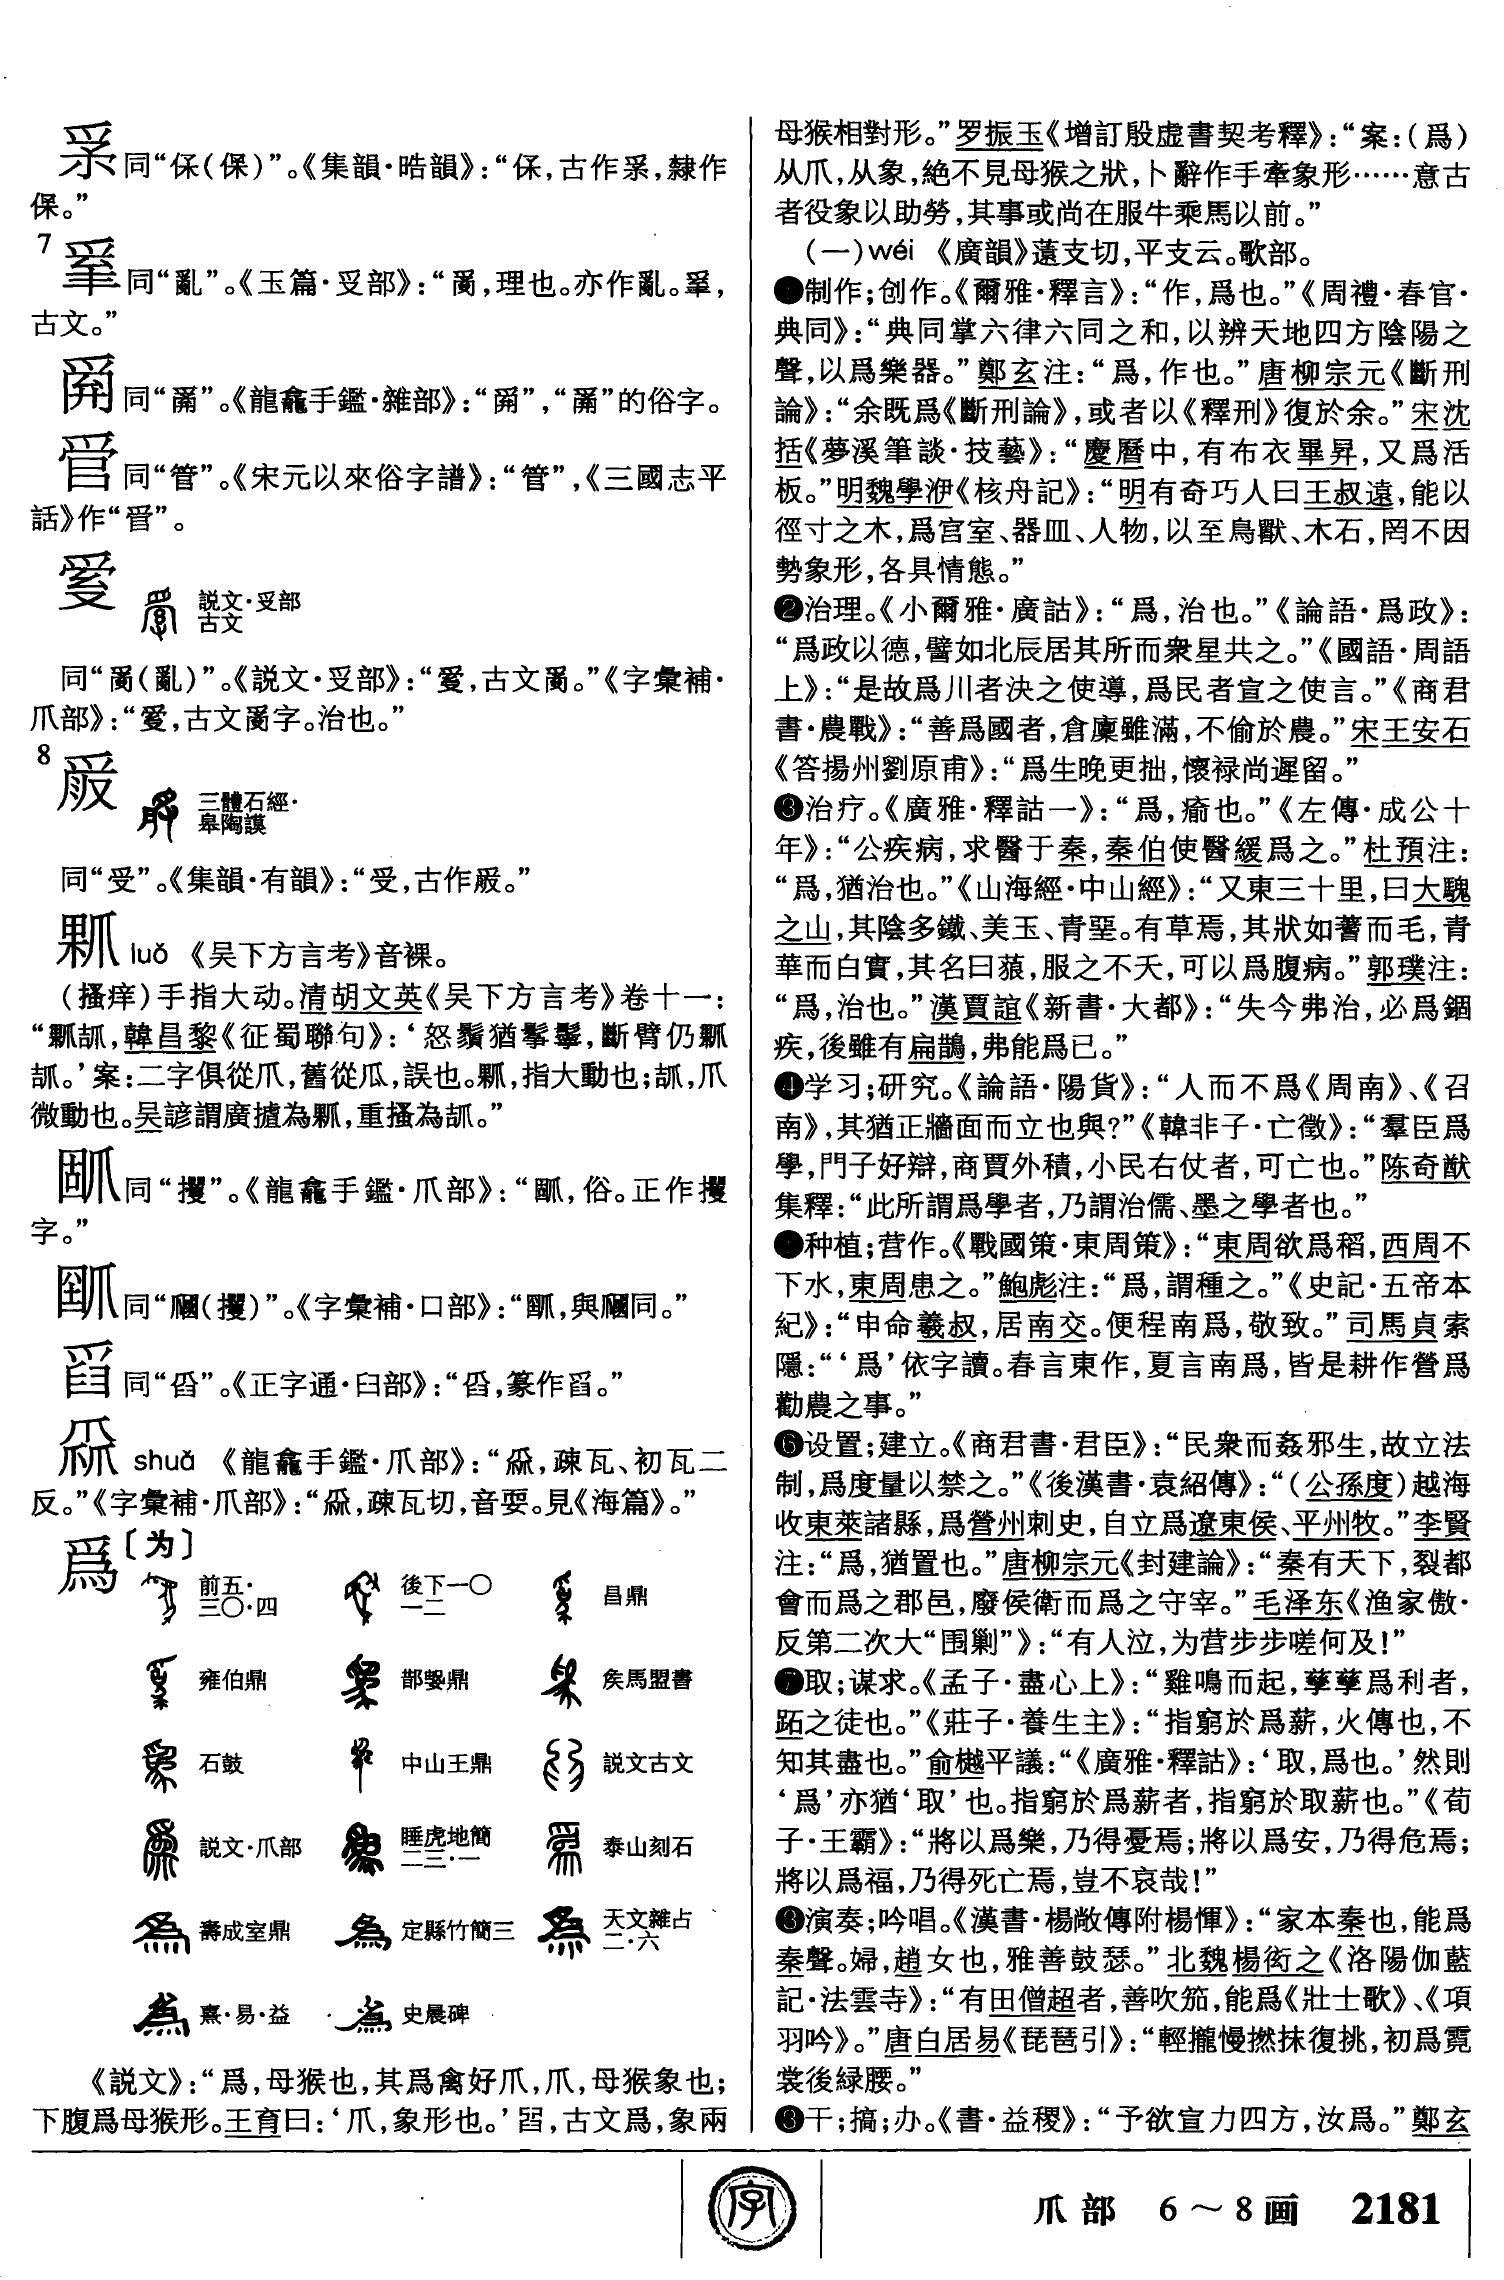 采同“保(保)”。《集韻·晧韻》：“保，古作采，隸作
保。”
7
同“亂”。《玉篇·𠬪部》：“𤔔，理也。亦作亂。
古文。”
同“𤔔”。《龍龕手鑑·雜部》：“的俗字。
同“管”。《宋元以來俗字譜》：“管”，《三國志平
話》作
説文·𠬪部
古文
同“𤔔(亂)”。《説文·𠬪部》：古文𤔔。”《字彙補·
爪部》：古文𤔔字。治也。”
8
三體石經·
皋陶謨
同“受”。《集韻·有韻》：“受，古作
luǒ 《吴下方言考》音裸。
(搔痒)手指大动。清胡文英《吴下方言考》卷十一：
韓昌黎《征蜀聯句》：‘怒鬚猶鬇鬡，斷臂仍
案：二字俱從爪，舊從瓜，誤也。指大動也；爪
微動也。吴諺謂廣摣為重搔為
同“攫”。《龍龕手鑑·爪部》：俗。正作攫
字。”
同(攫)”。《字彙補·口部》：與同。”
同“舀”。《正字通·臼部》：“舀，篆作
shuǎ 《龍龕手鑑·爪部》：疎瓦、初瓦二
反。”《字彙補·爪部》：疎瓦切，音耍。見《海篇》。”
爲〔为〕
前五·三〇·四 後下一〇一二 昌鼎
雍伯鼎 鄯甖鼎 矦馬盟書
石鼓 中山王鼎 説文古文
説文·爪部 睡虎地簡二三·一 泰山刻石
壽成室鼎 定縣竹簡三 天文雜占二·六
熹·易·益 史晨碑
《説文》：“爲，母猴也，其爲禽好爪，爪，母猴象也；
下腹爲母猴形。王育曰：‘爪，象形也。’古文爲，象兩
母猴相對形。”罗振玉《增訂殷虚書契考釋》：“案：(爲)
从爪，从象，絶不見母猴之狀，卜辭作手牽象形……意古
者役象以助勞，其事或尚在服牛乘馬以前。”
(一)wéi 《廣韻》薳支切，平支云。歌部。
❶制作；创作。《爾雅·釋言》：“作，爲也。”《周禮·春官·
典同》：“典同掌六律六同之和，以辨天地四方陰陽之
聲，以爲樂器。”鄭玄注：“爲，作也。”唐柳宗元《斷刑
論》：“余既爲《斷刑論》，或者以《釋刑》復於余。”宋沈
括《夢溪筆談·技藝》：“慶曆中，有布衣畢昇，又爲活
板。”明魏學洢《核舟記》：“明有奇巧人曰王叔遠，能以
徑寸之木，爲宫室、器皿、人物，以至鳥獸、木石，罔不因
勢象形，各具情態。”
❷治理。《小爾雅·廣詁》：“爲，治也。”《論語·爲政》：
“爲政以德，譬如北辰居其所而衆星共之。”《國語·周語
上》：“是故爲川者決之使導，爲民者宣之使言。”《商君
書·農戰》：“善爲國者，倉廩雖滿，不偷於農。”宋王安石
《答揚州劉原甫》：“爲生晚更拙，懷禄尚遲留。”
❸治疗。《廣雅·釋詁一》：“爲，瘉也。”《左傳·成公十
年》：“公疾病，求醫于秦，秦伯使醫緩爲之。”杜預注：
“爲，猶治也。”《山海經·中山經》：“又東三十里，曰大騩
之山，其陰多鐵、美玉、青堊。有草焉，其狀如蓍而毛，青
華而白實，其名曰䓤，服之不夭，可以爲腹病。”郭璞注：
“爲，治也。”漢賈誼《新書·大都》：“失今弗治，必爲錮
疾，後雖有扁鵲，弗能爲已。”
❹学习；研究。《論語·陽貨》：“人而不爲《周南》、《召
南》，其猶正牆面而立也與？”《韓非子·亡徵》：“羣臣爲
學，門子好辯，商賈外積，小民右仗者，可亡也。”陈奇猷
集釋：“此所謂爲學者，乃謂治儒、墨之學者也。”
❺种植；营作。《戰國策·東周策》：“東周欲爲稻，西周不
下水，東周患之。”鮑彪注：“爲，謂種之。”《史記·五帝本
紀》：“申命羲叔，居南交。便程南爲，敬致。”司馬貞索
隱：“‘爲’依字讀。春言東作，夏言南爲，皆是耕作營爲
勸農之事。”
❻设置；建立。《商君書·君臣》：“民衆而姦邪生，故立法
制，爲度量以禁之。”《後漢書·袁紹傳》：“(公孫度)越海
收東萊諸縣，爲營州刺史，自立爲遼東侯、平州牧。”李賢
注：“爲，猶置也。”唐柳宗元《封建論》：“秦有天下，裂都
會而爲之郡邑，廢侯衛而爲之守宰。”毛泽东《渔家傲·
反第二次大“围剿”》：“有人泣，为营步步嗟何及！”
❼取；谋求。《孟子·盡心上》：“雞鳴而起，孳孳爲利者，
跖之徒也。”《莊子·養生主》：“指窮於爲薪，火傳也，不
知其盡也。”俞樾平議：“《廣雅·釋詁》：‘取，爲也。’然則
‘爲’亦猶‘取’也。指窮於爲薪者，指窮於取薪也。”《荀
子·王霸》：“將以爲樂，乃得憂焉；將以爲安，乃得危焉；
將以爲福，乃得死亡焉，豈不哀哉！”
❽演奏；吟唱。《漢書·楊敞傳附楊惲》：“家本秦也，能爲
秦聲。婦，趙女也，雅善鼓瑟。”北魏楊衒之《洛陽伽藍
記·法雲寺》：“有田僧超者，善吹笳，能爲《壯士歌》、《項
羽吟》。”唐白居易《琵琶引》：“輕攏慢撚抹復挑，初爲霓
裳後緑腰。”
❾干；搞；办。《書·益稷》：“予欲宣力四方，汝爲。”鄭玄
字
爪部 6～8画 2181